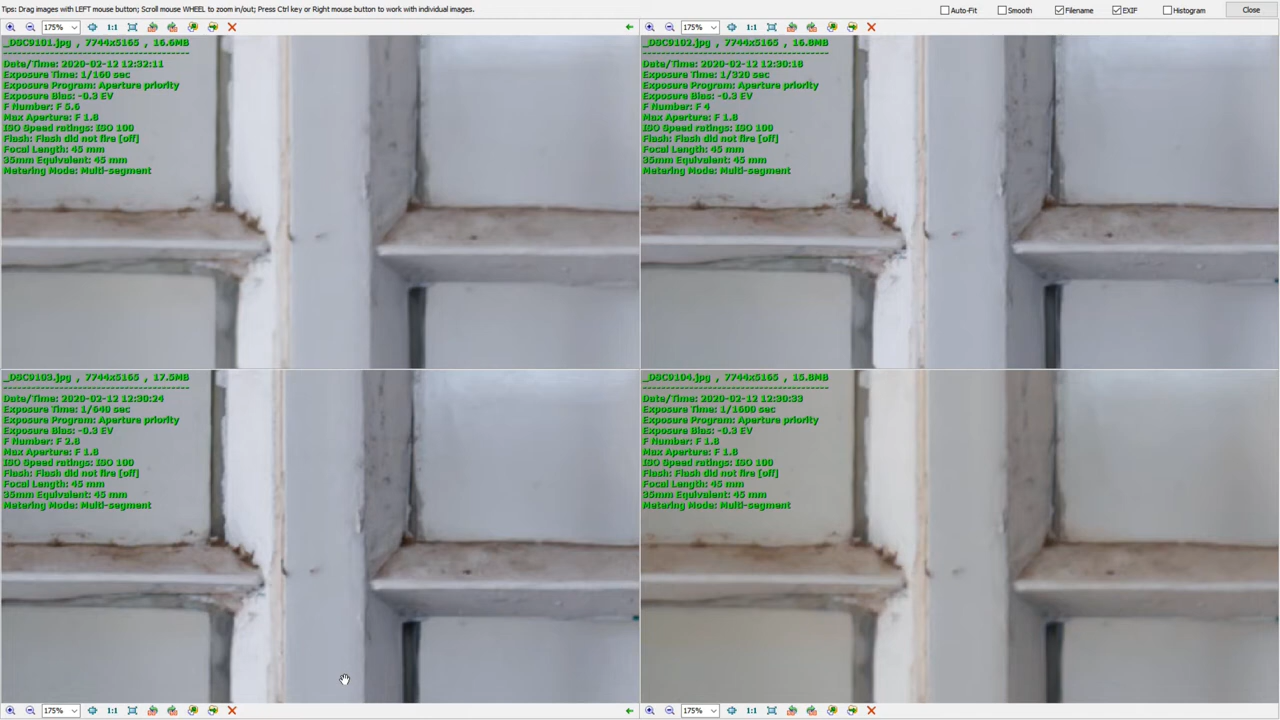 Tips: Drag images with LEFT mouse button; Scroll mouse WHEEL to zoom in/out; Press Ctrl key or Right mouse button to work with individual images.
Auto-Fit
Smooth
Filename
EXIF
Histogram
Close
175%
1:1
175%
1:1
_DSC9101.jpg , 7744x5165 , 16.6MB
Date/Time: 2020-02-12 12:32:11
Exposure Time: 1/160 sec
Exposure Program: Aperture priority
Exposure Bias: -0.3 EV
F Number: F 5.6
Max Aperture: F 1.8
ISO Speed ratings: ISO 100
Flash: Flash did not fire [off]
Focal Length: 45 mm
35mm Equivalent: 45 mm
Metering Mode: Multi-segment
_DSC9102.jpg , 7744x5165 , 16.8MB
Date/Time: 2020-02-12 12:30:18
Exposure Time: 1/320 sec
Exposure Program: Aperture priority
Exposure Bias: -0.3 EV
F Number: F 4
Max Aperture: F 1.8
ISO Speed ratings: ISO 100
Flash: Flash did not fire [off]
Focal Length: 45 mm
35mm Equivalent: 45 mm
Metering Mode: Multi-segment
_DSC9103.jpg , 7744x5165 , 17.5MB
Date/Time: 2020-02-12 12:30:24
Exposure Time: 1/640 sec
Exposure Program: Aperture priority
Exposure Bias: -0.3 EV
F Number: F 2.8
Max Aperture: F 1.8
ISO Speed ratings: ISO 100
Flash: Flash did not fire [off]
Focal Length: 45 mm
35mm Equivalent: 45 mm
Metering Mode: Multi-segment
_DSC9104.jpg , 7744x5165 , 15.8MB
Date/Time: 2020-02-12 12:30:33
Exposure Time: 1/1600 sec
Exposure Program: Aperture priority
Exposure Bias: -0.3 EV
F Number: F 1.8
Max Aperture: F 1.8
ISO Speed ratings: ISO 100
Flash: Flash did not fire [off]
Focal Length: 45 mm
35mm Equivalent: 45 mm
Metering Mode: Multi-segment
175%
1:1
175%
1:1